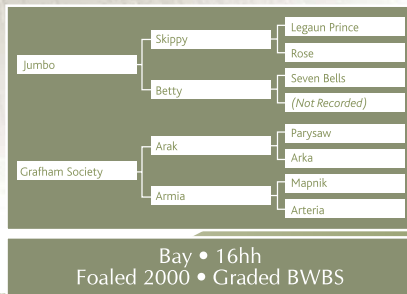 Legaun Prince
Skippy
Rose
Jumbo
Seven Bells
Betty
(Not Recorded)
Parysaw
Arak
Arka
Grafham Society
Mapnik
Armia
Arteria
Bay • 16hh
Foaled 2000 • Graded BWBS